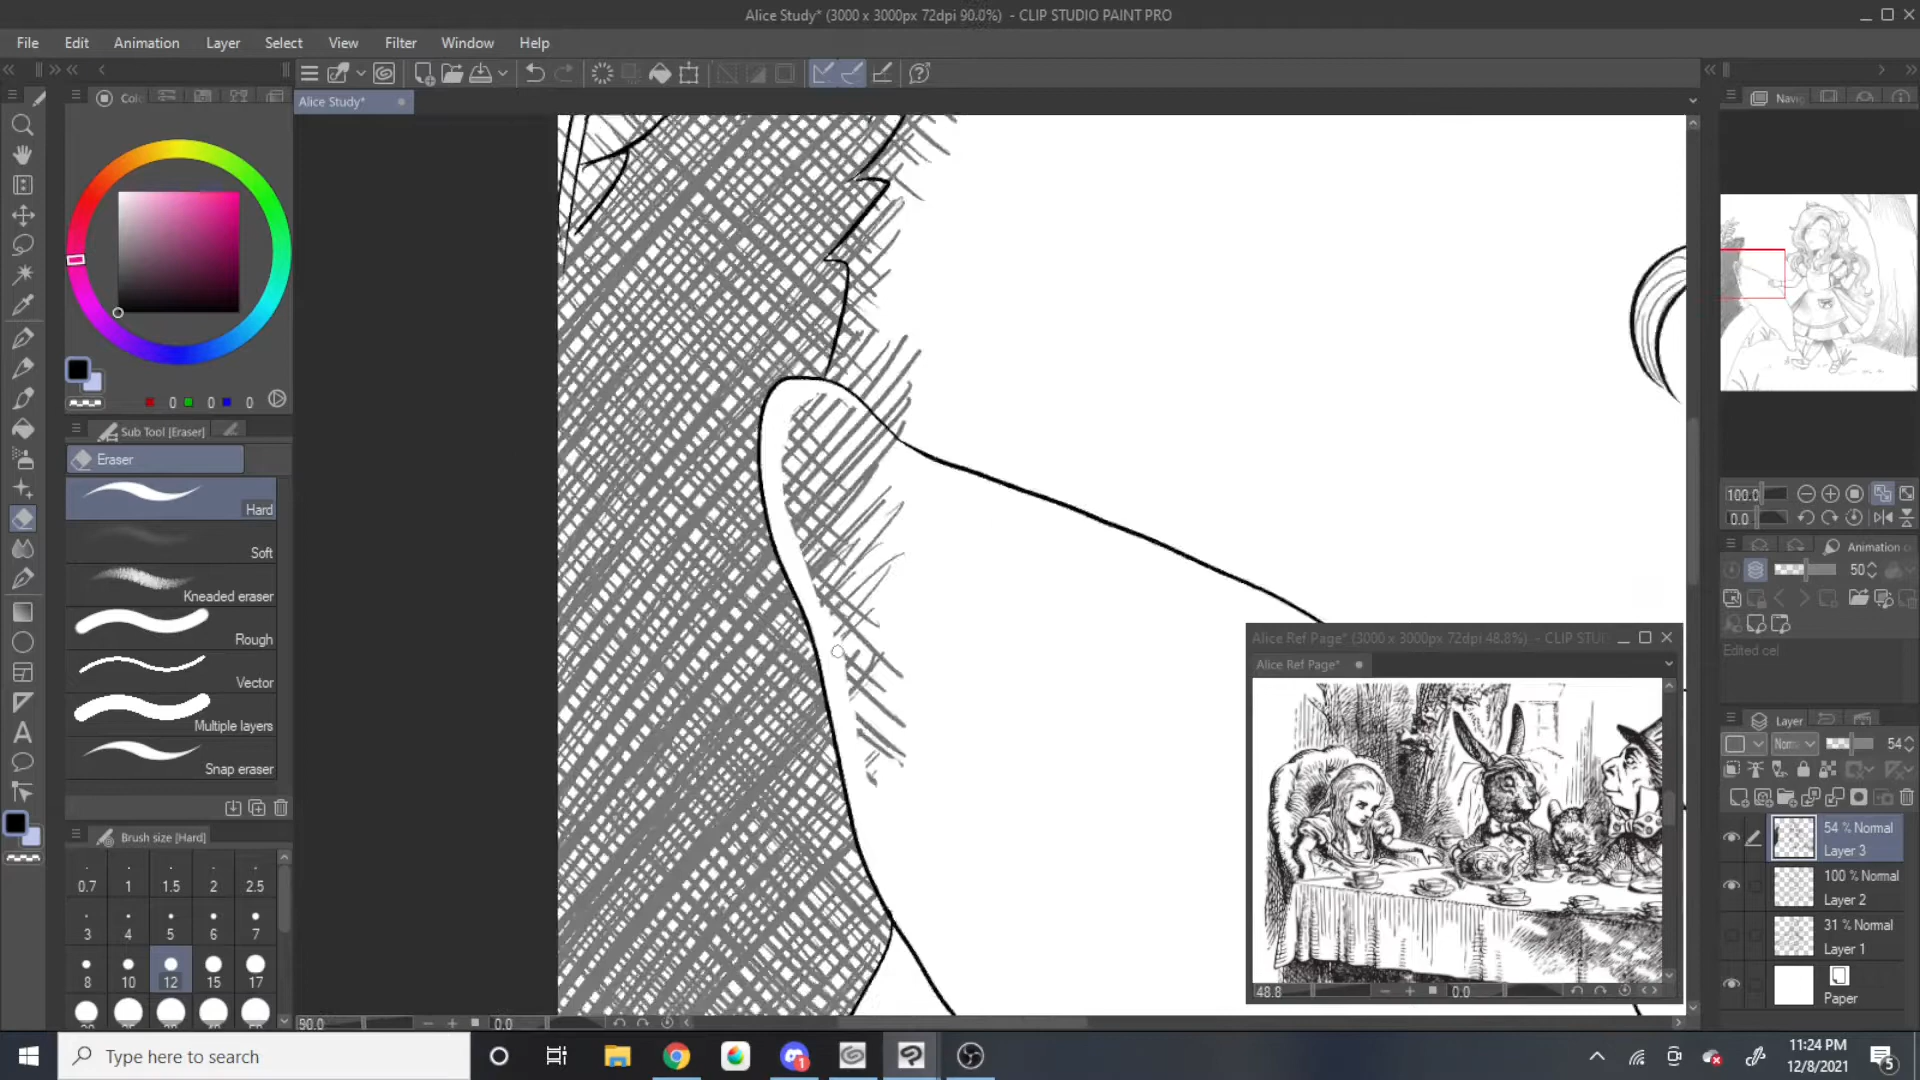 Alice Study* (3000 x 3000px 72dpi 90.0%) - CLIP STUDIO PAINT PRO
File Edit Animation Layer Select View Filter Window Help
Alice Study*
0 0 0
Sub Tool [Eraser]
Eraser
Hard
Soft
Kneaded eraser
Rough
Vector
Multiple layers
Snap eraser
Brush size [Hard]
0.7 1 1.5 2 2.5
3 4 5 6 7
8 10 12 15 17
90.0 0.0
100.0
0.0
Animation
50
Edited cel
Layer
54
54 % Normal
Layer 3
100 % Normal
Layer 2
31 % Normal
Layer 1
Paper
Alice Ref Page* (3000 x 3000px 72dpi 48.8%) - CLIP STUDI
Alice Ref Page*
48.8 0.0
Type here to search
1
11:24 PM
12/8/2021
5